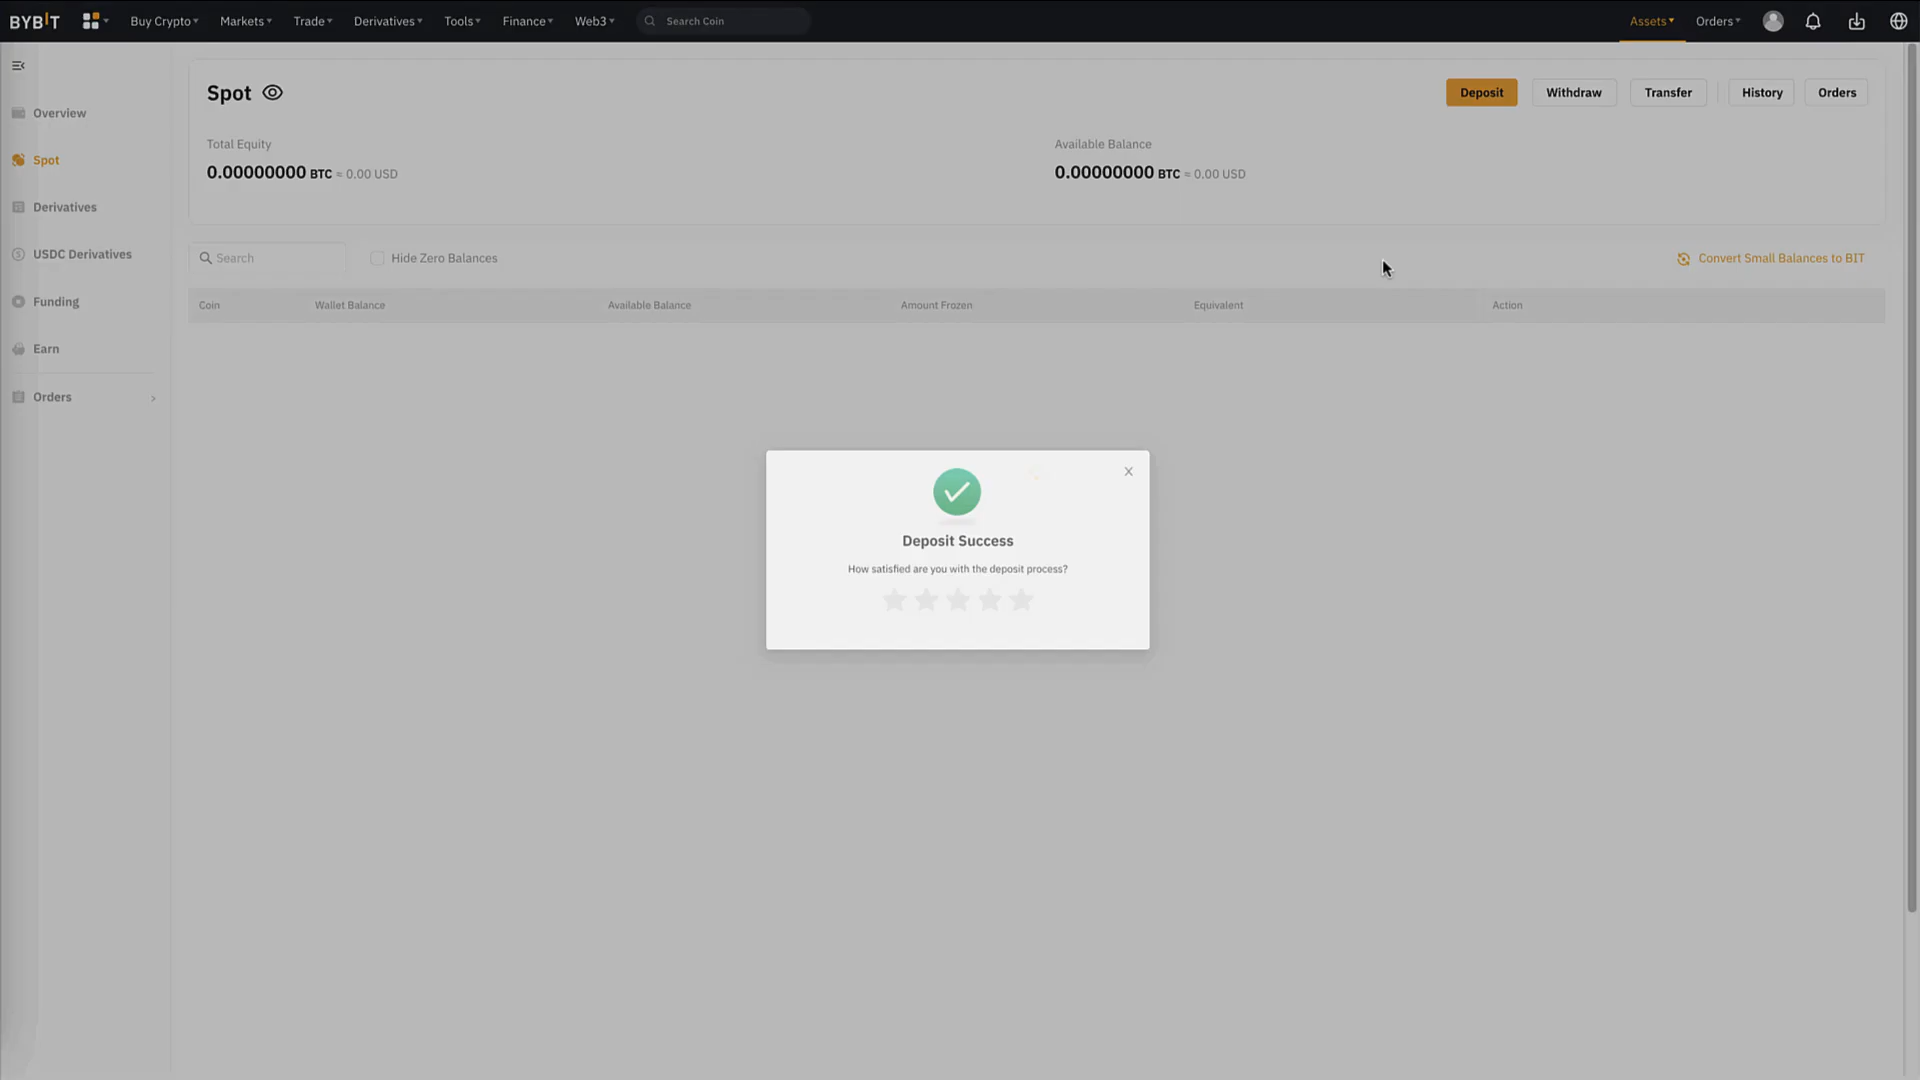 BYBIT Buy Crypto Markets Trade Derivatives Tools Finance Web3 Search Coin Assets Orders
Spot Deposit Withdraw Transfer History Orders
Overview
Total Equity Available Balance
Spot
0.00000000 BTC ≈ 0.00 USD 0.00000000 BTC ≈ 0.00 USD
Derivatives
USDC Derivatives Search Hide Zero Balances Convert Small Balances to BIT
Funding Coin Wallet Balance Available Balance Amount Frozen Equivalent Action
Earn
Orders
Deposit Success
How satisfied are you with the deposit process?